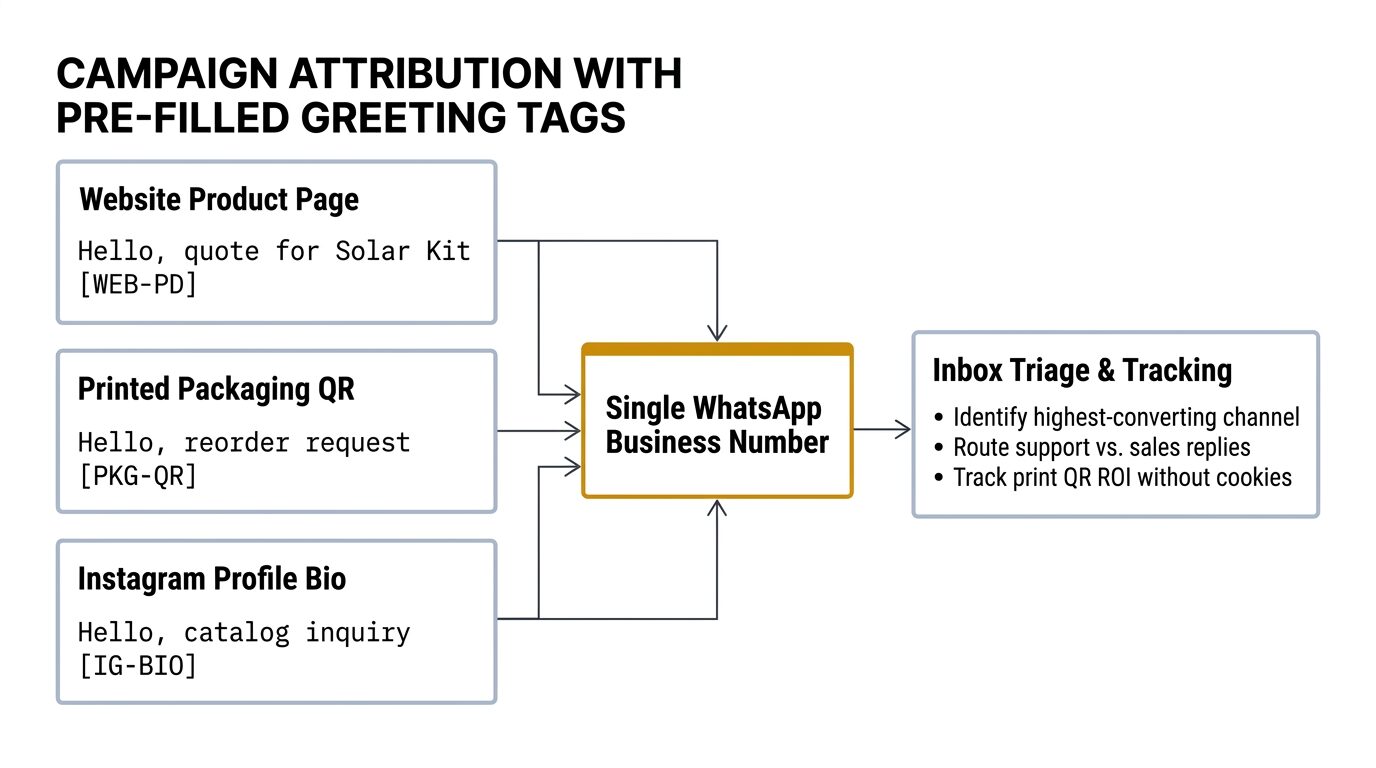 CAMPAIGN ATTRIBUTION WITH
PRE-FILLED GREETING TAGS
Website Product Page
Hello, quote for Solar Kit
[WEB-PD]
Printed Packaging QR
Hello, reorder request
[PKG-QR]
Instagram Profile Bio
Hello, catalog inquiry
[IG-BIO]
Single WhatsApp
Business Number
Inbox Triage & Tracking
• Identify highest-converting channel
• Route support vs. sales replies
• Track print QR ROI without cookies